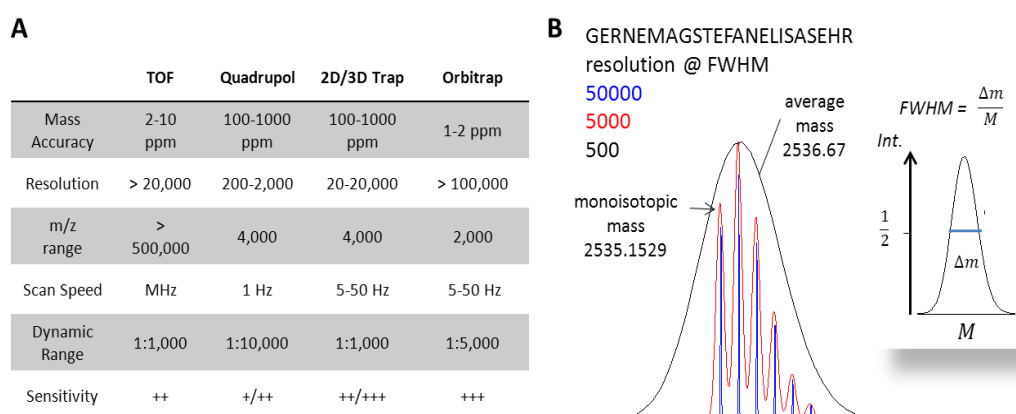 A
TOF Quadrupol 2D/3D Trap Orbitrap
Mass Accuracy 2-10 ppm 100-1000 ppm 100-1000 ppm 1-2 ppm
Resolution > 20,000 200-2,000 20-20,000 > 100,000
m/z range > 500,000 4,000 4,000 2,000
Scan Speed MHz 1 Hz 5-50 Hz 5-50 Hz
Dynamic Range 1:1,000 1:10,000 1:1,000 1:5,000
Sensitivity ++ +/++ ++/+++ +++
B
GERNEMAGSTEFANELISASEHR
resolution @ FWHM
50000
5000
500
average
mass
2536.67
monoisotopic
mass
2535.1529
FWHM = Δm/M
Int.
1/2
Δm
M